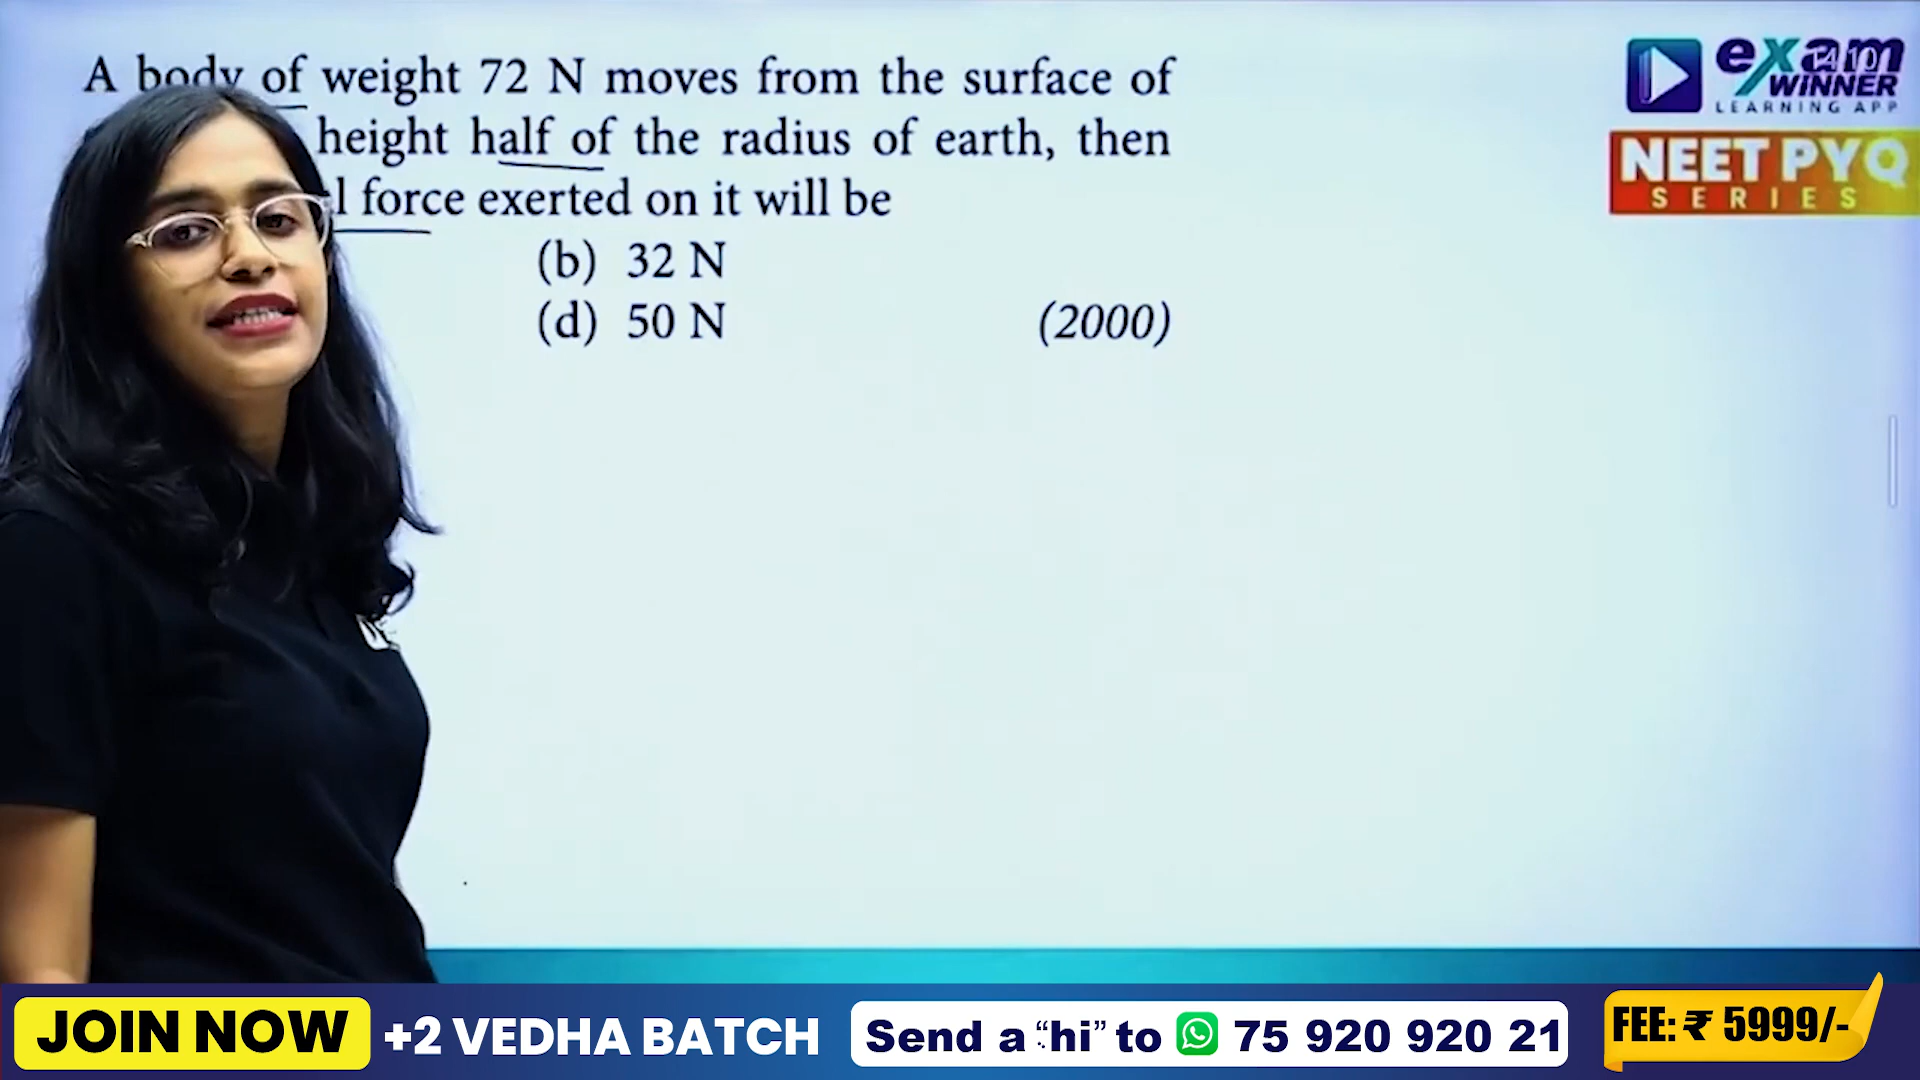 A body of weight 72 N moves from the surface of
height half of the radius of earth, then
l force exerted on it will be
(b) 32 N
(d) 50 N (2000)
exam
WINNER
LEARNING APP
NEET PYQ
SERIES
JOIN NOW +2 VEDHA BATCH Send a “hi” to 75 920 920 21 FEE: ₹ 5999/-